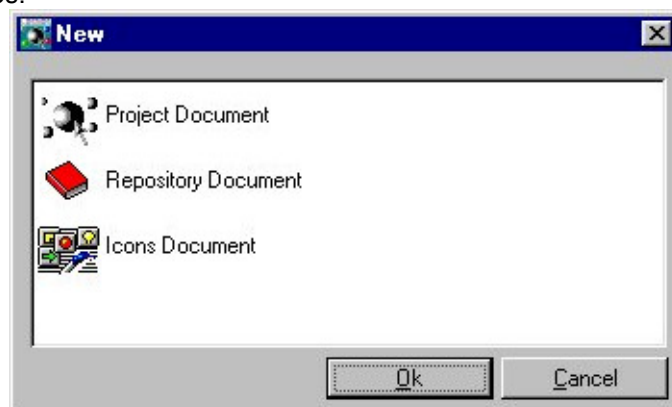 New
Project Document
Repository Document
Icons Document
Ok
Cancel